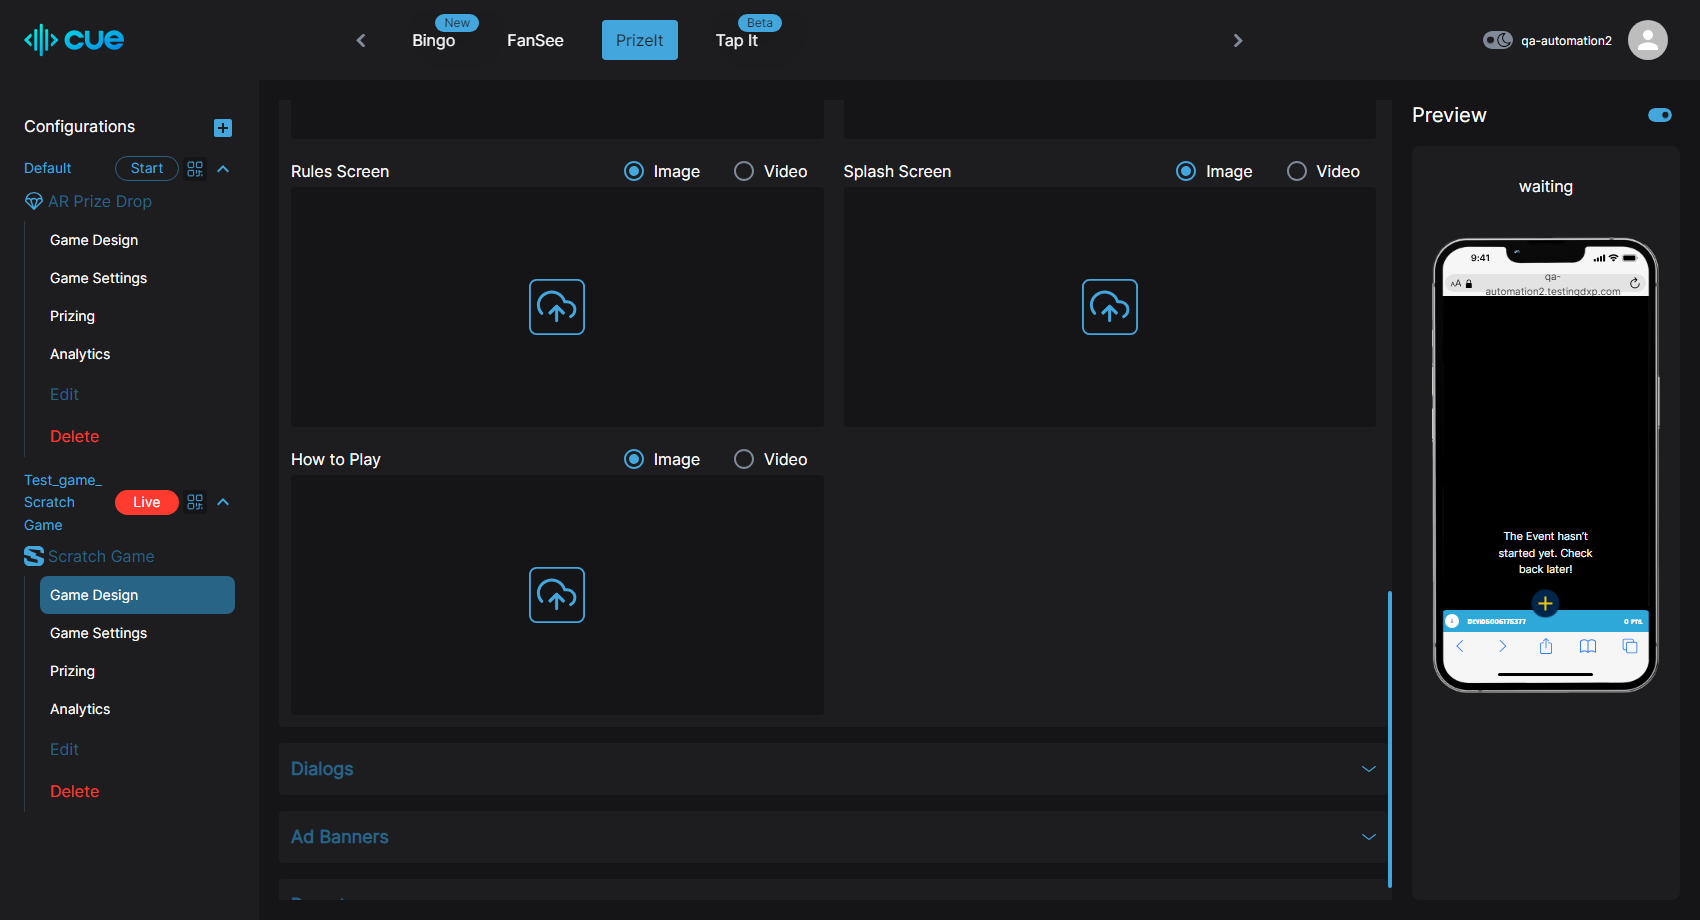 cue
Bingo
New
FanSee
PrizeIt
Tap It
Beta
qa-automation2
Configurations
Default
Start
AR Prize Drop
Game Design
Game Settings
Prizing
Analytics
Edit
Delete
Test_game_
Scratch
Game
Live
Scratch Game
Game Design
Game Settings
Prizing
Analytics
Edit
Delete
Rules Screen
Image
Video
Splash Screen
Image
Video
How to Play
Image
Video
Dialogs
Ad Banners
Preview
waiting
9:41
AA
qa-
automation2.testingdxp.com
The Event hasn't
started yet. Check
back later!
0 PTS.